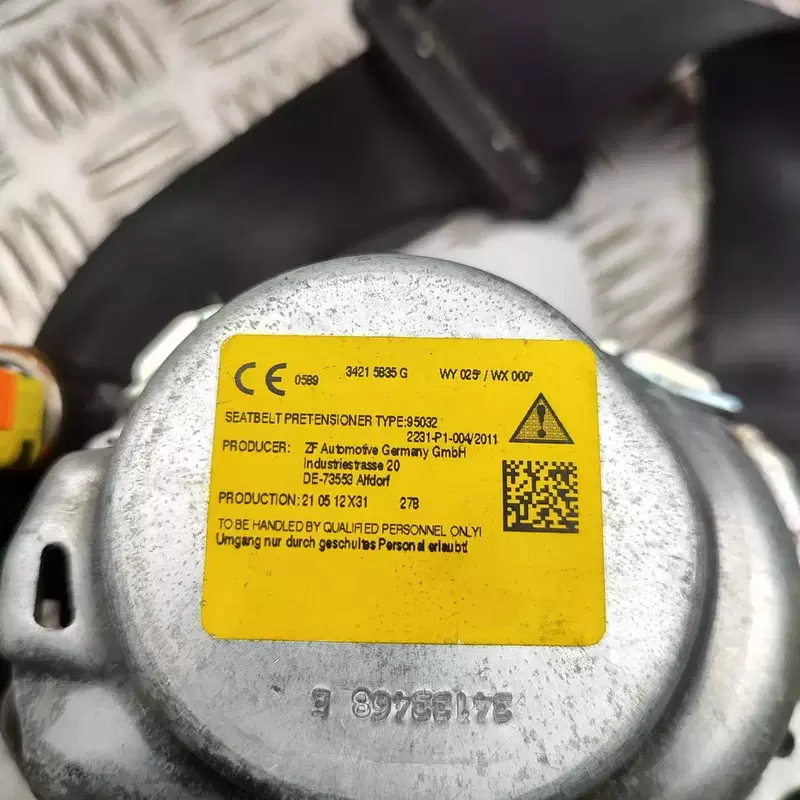 CE 0589 3421 5835 G WY 025° / WX 000°
SEATBELT PRETENSIONER TYPE:95032
2231-P1-004/2011
PRODUCER: ZF Automotive Germany GmbH
Industriestrasse 20
DE-73553 Alfdorf
PRODUCTION:21 05 12 X31 278
TO BE HANDLED BY QUALIFIED PERSONNEL ONLY!
Umgang nur durch geschultes Personal erlaubt!
34133468 E